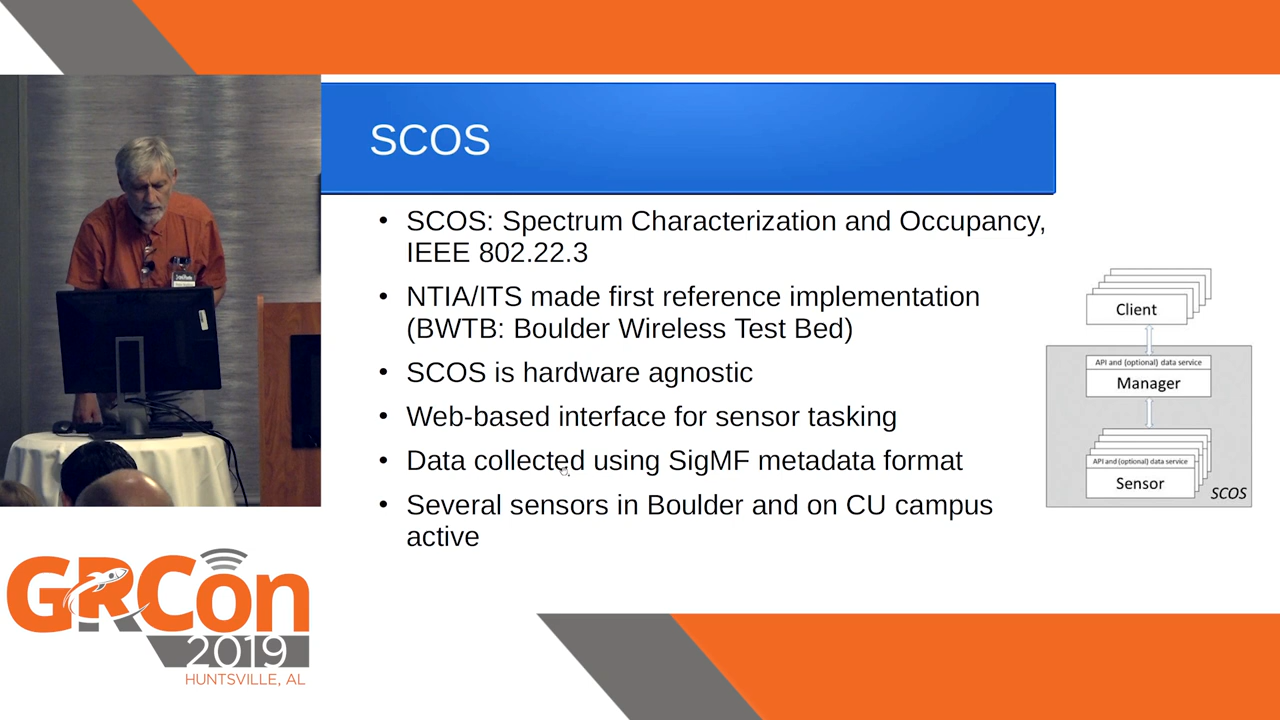 SCOS
SCOS: Spectrum Characterization and Occupancy,
IEEE 802.22.3
NTIA/ITS made first reference implementation
(BWTB: Boulder Wireless Test Bed)
SCOS is hardware agnostic
Web-based interface for sensor tasking
Data collected using SigMF metadata format
Several sensors in Boulder and on CU campus
active
Client
API and (optional) data service
Manager
API and (optional) data service
Sensor
SCOS
GRCon
2019
HUNTSVILLE, AL